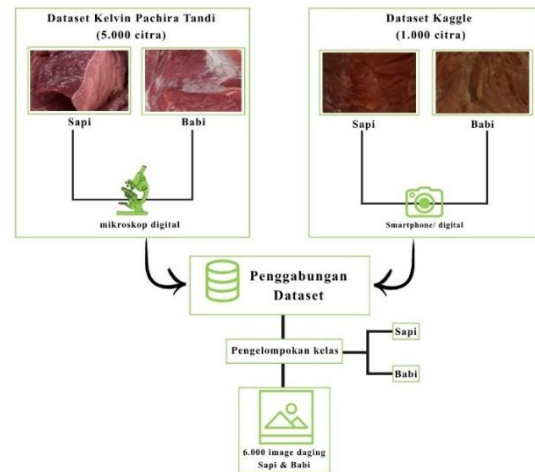 Dataset Kelvin Pachira Tandi
(5.000 citra)
Sapi
Babi
mikroskop digital
Dataset Kaggle
(1.000 citra)
Sapi
Babi
Smartphone/ digital
Penggabungan
Dataset
Pengelompokan kelas
Sapi
Babi
6.000 image daging
Sapi & Babi